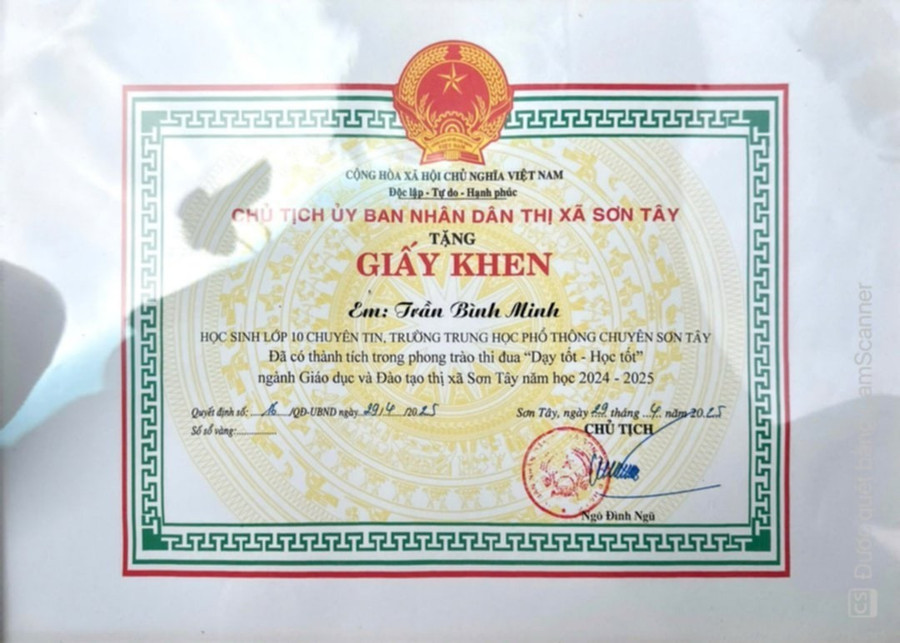 VIỆT NAM
CỘNG HÒA XÃ HỘI CHỦ NGHĨA VIỆT NAM
Độc lập - Tự do - Hạnh phúc
CHỦ TỊCH ỦY BAN NHÂN DÂN THỊ XÃ SƠN TÂY
TẶNG
GIẤY KHEN
Em: Trần Bình Minh
HỌC SINH LỚP 10 CHUYÊN TIN, TRƯỜNG TRUNG HỌC PHỔ THÔNG CHUYÊN SƠN TÂY
Đã có thành tích trong phong trào thi đua “Dạy tốt - Học tốt”
ngành Giáo dục và Đào tạo thị xã Sơn Tây năm học 2024 - 2025
Quyết định số: 16 /QĐ-UBND ngày 29/4 /2025
Số sổ vàng:
Sơn Tây, ngày 29 tháng 4 năm 2025
CHỦ TỊCH
Ngô Đình Ngũ
CS